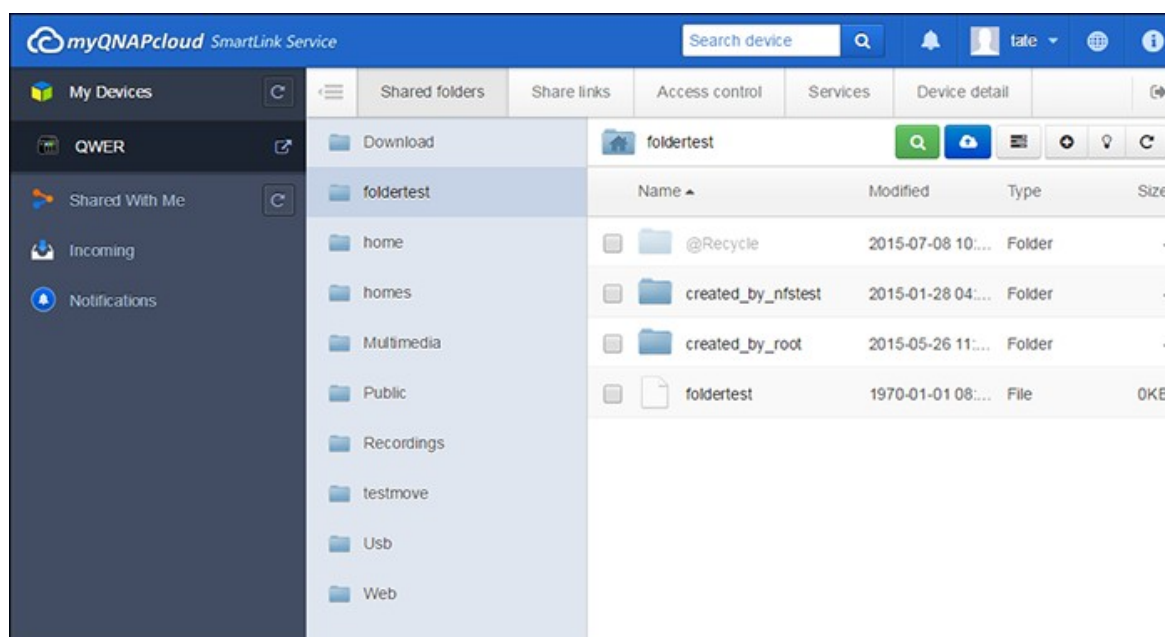 myQNAPcloud SmartLink Service Search device tate
My Devices Shared folders Share links Access control Services Device detail
QWER Download foldertest
Shared With Me foldertest Name Modified Type Size
Incoming home @Recycle 2015-07-08 10:... Folder
Notifications homes created_by_nfstest 2015-01-28 04:... Folder
Multimedia created_by_root 2015-05-26 11:... Folder
Public foldertest 1970-01-01 08:... File 0KB
Recordings
testmove
Usb
Web